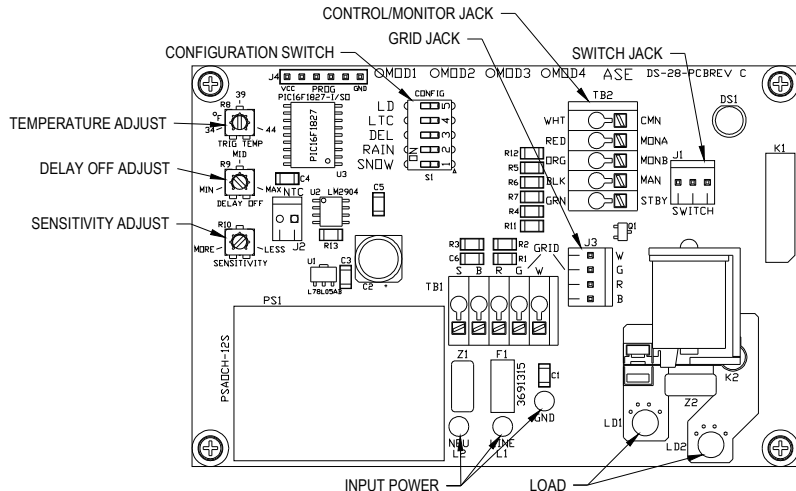 CONTROL/MONITOR JACK
GRID JACK
CONFIGURATION SWITCH
SWITCH JACK
TEMPERATURE ADJUST
DELAY OFF ADJUST
SENSITIVITY ADJUST
INPUT POWER
LOAD
J4
VCC PROG GND
MOD1 MOD2 MOD3 MOD4 ASE DS-28-PCBREV C
39
R8
°F
34 44
TRIG TEMP
PIC16F1827-I/SO
PIC16F1827
U3
CONFIG
LD 5
LTC 4
DEL 3
RAIN 2
SNOW 1
ON
S1
TB2
WHT CMN
RED MONA
ORG MONB
BLK MAN
GRN STBY
DS1
K1
J1
SWITCH
MID
R9
MIN MAX
DELAY OFF
C4
NTC
J2
U2 LM2904
R13
C5
R12
R5
R6
R7
R4
R11
Q1
R10
MORE LESS
SENSITIVITY
U1
L78L05AB
C3
C2
+
R3 R2
C6 R1
GRID
S B R G W
TB1
J3
W
G
R
B
PS1
PSAOCH-12S
Z1
F1
3691315
C1
GND
NEU
L2
LINE
L1
K2
Z2
LD1
LD2